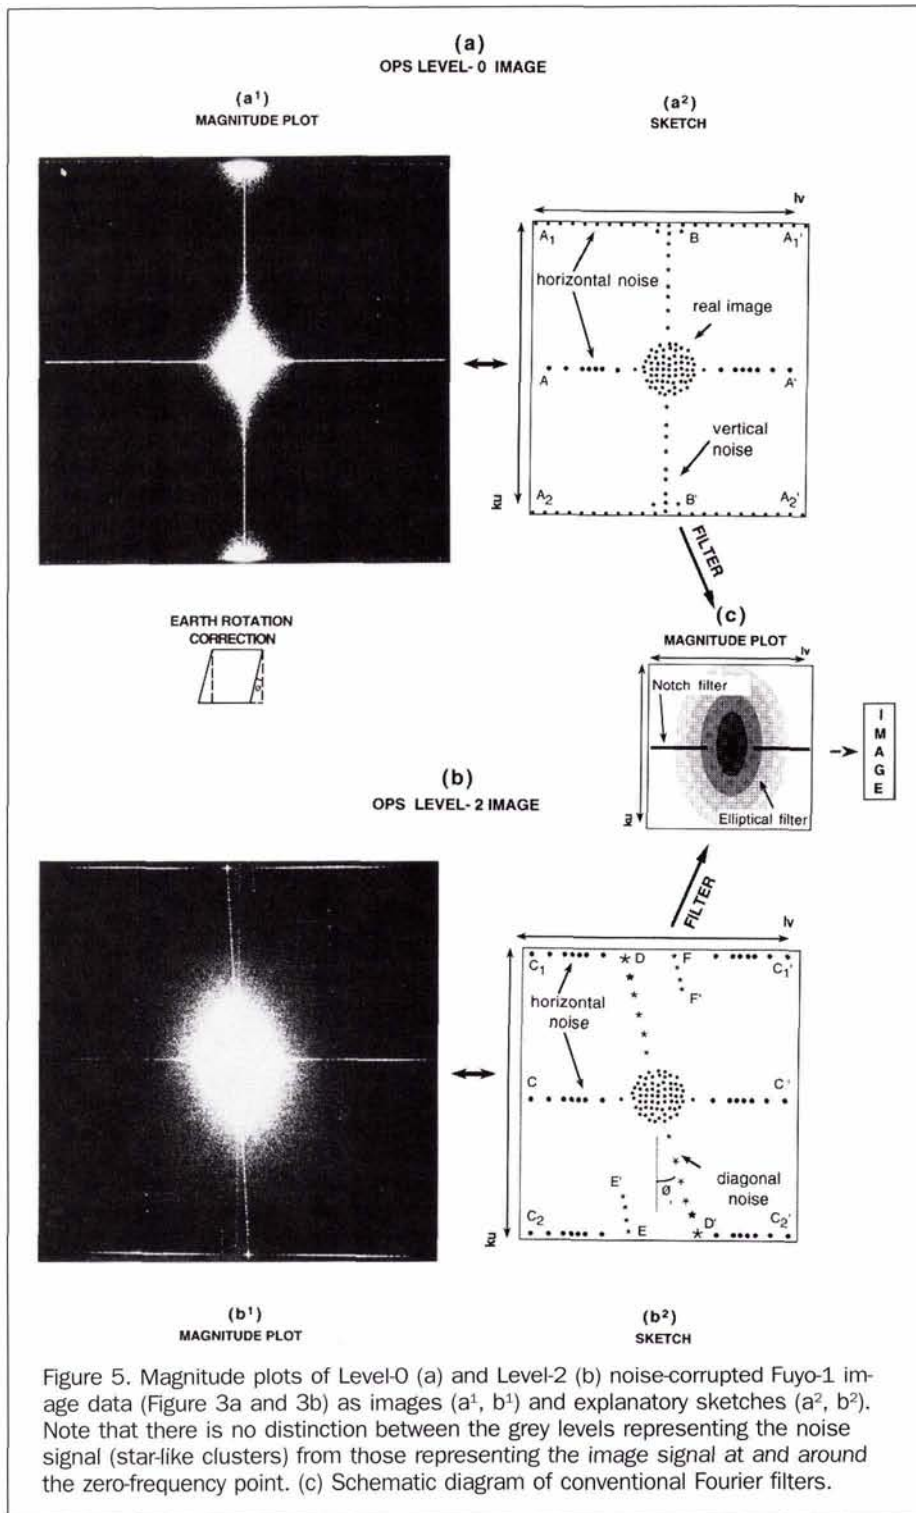 (a)
OPS LEVEL-0 IMAGE
(a¹)
MAGNITUDE PLOT
(a²)
SKETCH
lv
A₁
B
A₁'
horizontal noise
real image
A
A'
vertical
noise
ku
A₂
B'
A₂'
FILTER
EARTH ROTATION
CORRECTION
(c)
MAGNITUDE PLOT
lv
Notch filter
ku
Elliptical filter
IMAGE
(b)
OPS LEVEL-2 IMAGE
FILTER
lv
C₁
D
F
C₁'
horizontal
noise
F'
C
C'
E'
ø
diagonal
noise
ku
C₂
E
D'
C₂'
(b¹)
MAGNITUDE PLOT
(b²)
SKETCH
Figure 5. Magnitude plots of Level-0 (a) and Level-2 (b) noise-corrupted Fuyo-1 im-
age data (Figure 3a and 3b) as images (a¹, b¹) and explanatory sketches (a², b²).
Note that there is no distinction between the grey levels representing the noise
signal (star-like clusters) from those representing the image signal at and around
the zero-frequency point. (c) Schematic diagram of conventional Fourier filters.